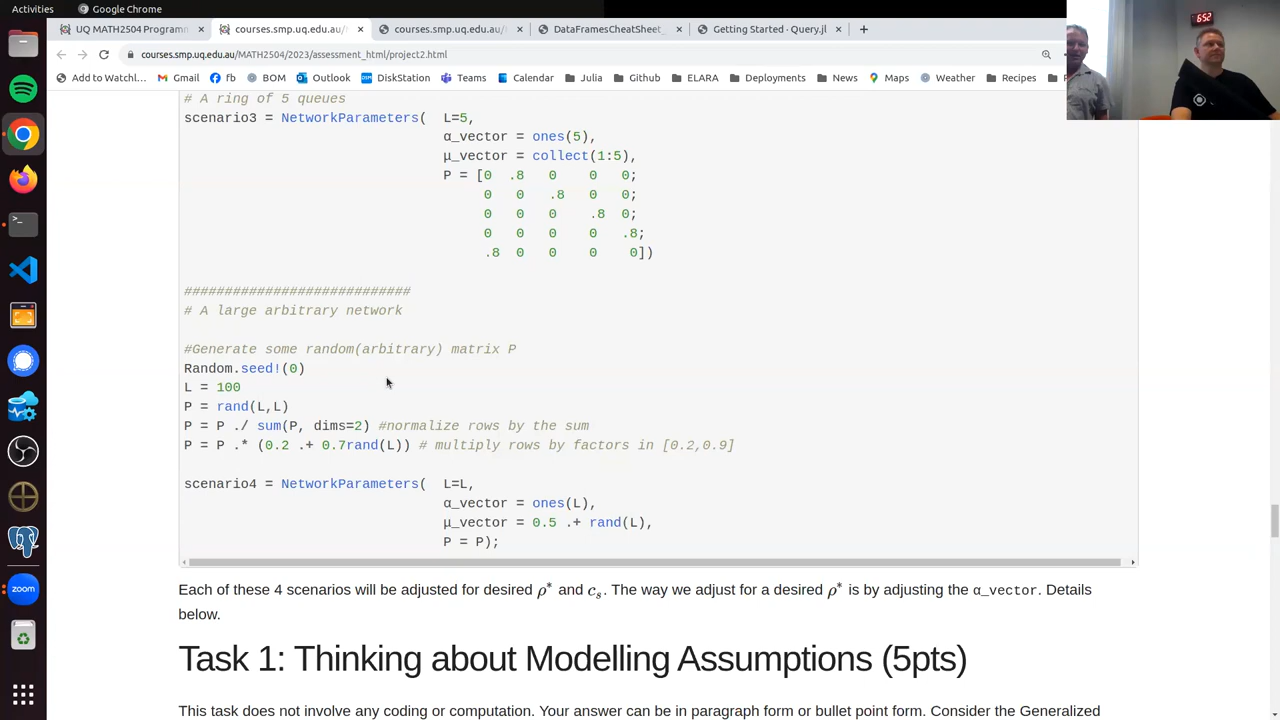 Activities
Google Chrome
652
UQ MATH2504 Programm
courses.smp.uq.edu.au/
courses.smp.uq.edu.au/
DataFramesCheatSheet_
Getting Started · Query.jl
courses.smp.uq.edu.au/MATH2504/2023/assessment_html/project2.html
Add to Watchl… Gmail fb BOM Outlook DiskStation Teams Calendar Julia Github ELARA Deployments News Maps Weather Recipes
# A ring of 5 queues
scenario3 = NetworkParameters( L=5,
α_vector = ones(5),
μ_vector = collect(1:5),
P = [0 .8 0 0 0;
0 0 .8 0 0;
0 0 0 .8 0;
0 0 0 0 .8;
.8 0 0 0 0])
############################
# A large arbitrary network
#Generate some random(arbitrary) matrix P
Random.seed!(0)
L = 100
P = rand(L,L)
P = P ./ sum(P, dims=2) #normalize rows by the sum
P = P .* (0.2 .+ 0.7rand(L)) # multiply rows by factors in [0.2,0.9]
scenario4 = NetworkParameters( L=L,
α_vector = ones(L),
μ_vector = 0.5 .+ rand(L),
P = P);
Each of these 4 scenarios will be adjusted for desired ρ* and cₛ. The way we adjust for a desired ρ* is by adjusting the α_vector. Details
below.
Task 1: Thinking about Modelling Assumptions (5pts)
This task does not involve any coding or computation. Your answer can be in paragraph form or bullet point form. Consider the Generalized
zoom